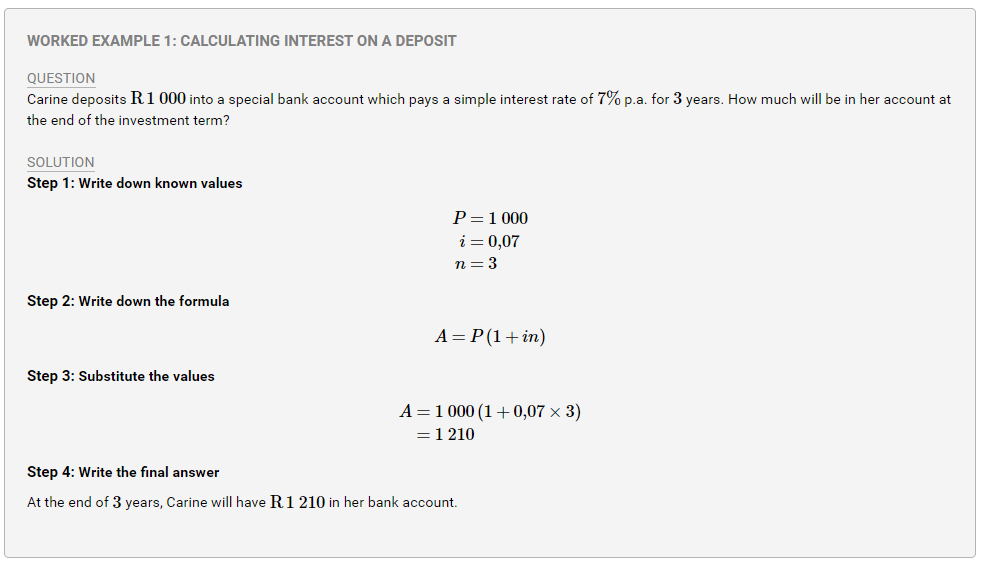 WORKED EXAMPLE 1: CALCULATING INTEREST ON A DEPOSIT
QUESTION
Carine deposits R 1 000 into a special bank account which pays a simple interest rate of 7% p.a. for 3 years. How much will be in her account at
the end of the investment term?
SOLUTION
Step 1: Write down known values
P = 1 000
i = 0,07
n = 3
Step 2: Write down the formula
A = P (1 + in)
Step 3: Substitute the values
A = 1 000 (1 + 0,07 × 3)
= 1 210
Step 4: Write the final answer
At the end of 3 years, Carine will have R 1 210 in her bank account.